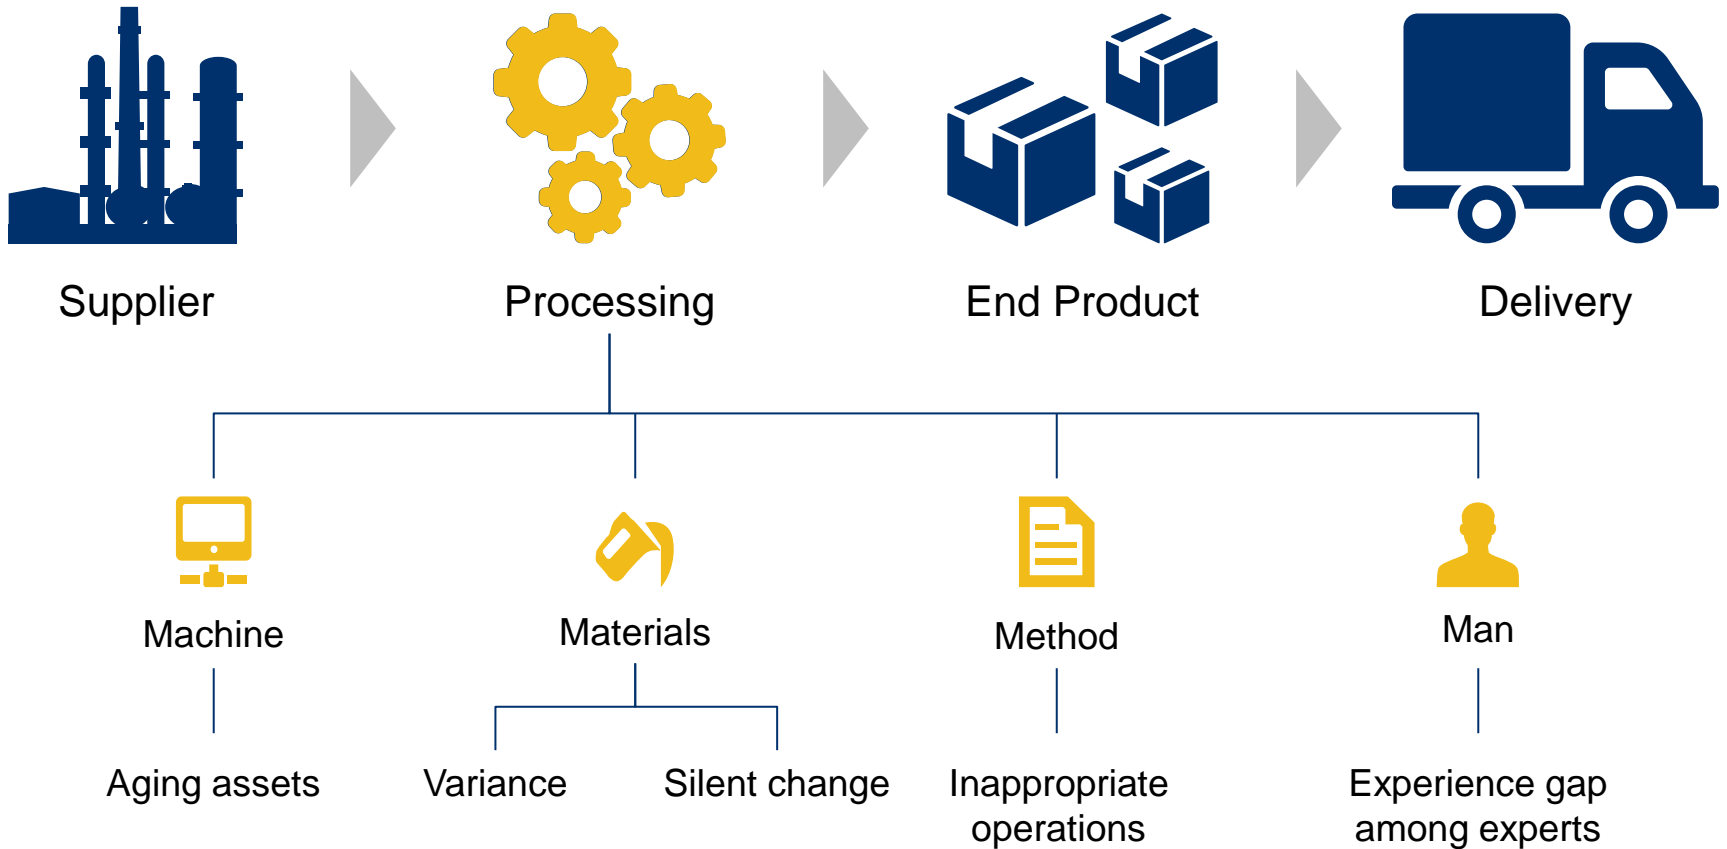 Supplier
Processing
End Product
Delivery
Machine
Materials
Method
Man
Aging assets
Variance
Silent change
Inappropriate
operations
Experience gap
among experts